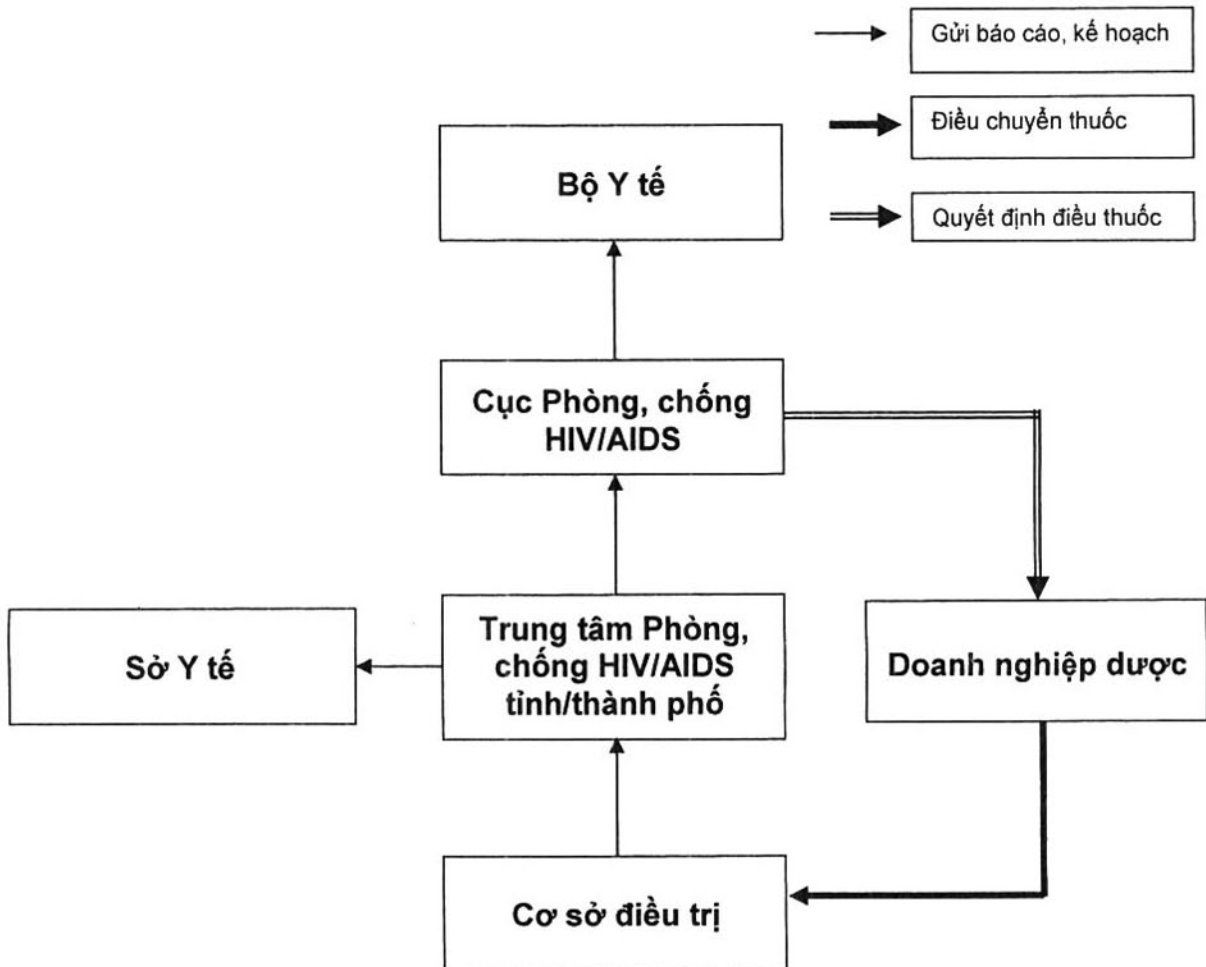 Gửi báo cáo, kế hoạch
Điều chuyển thuốc
Quyết định điều thuốc
Bộ Y tế
Cục Phòng, chống
HIV/AIDS
Sở Y tế
Trung tâm Phòng,
chống HIV/AIDS
tỉnh/thành phố
Doanh nghiệp dược
Cơ sở điều trị